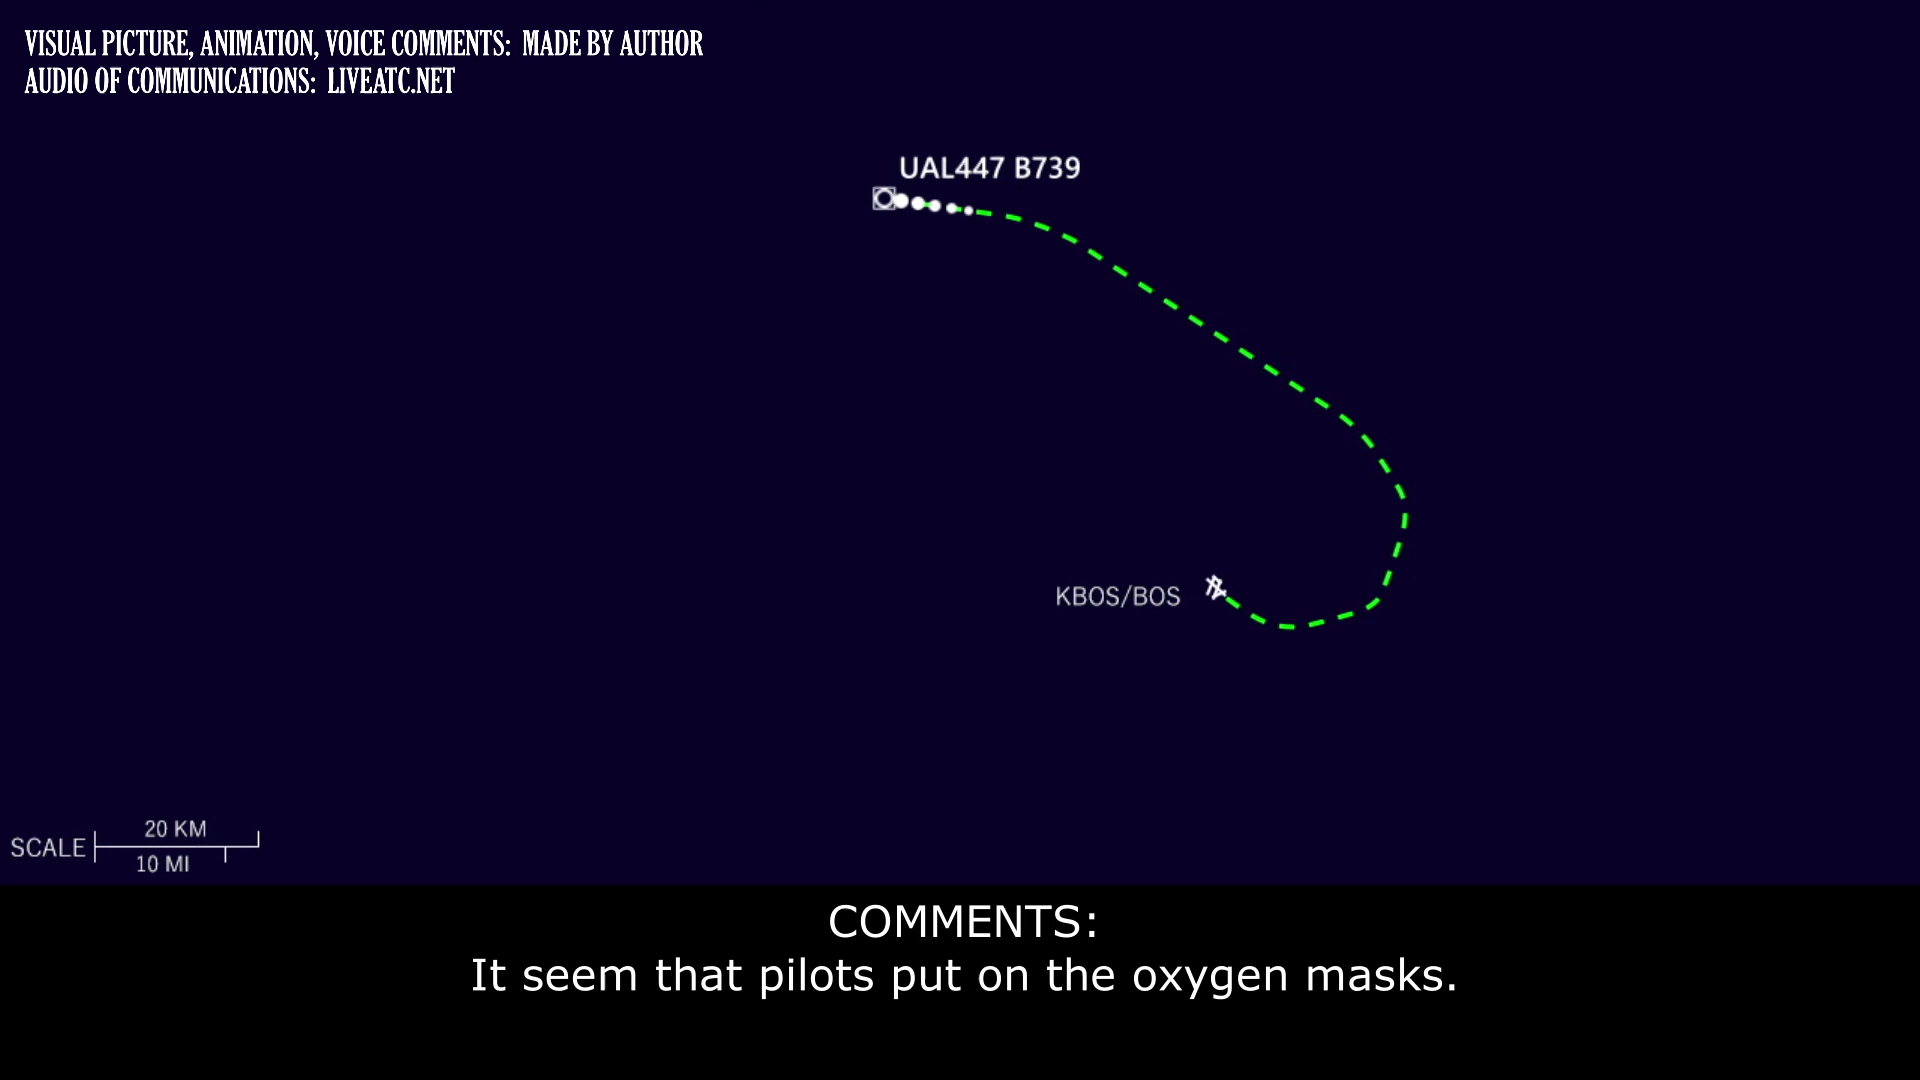 VISUAL PICTURE, ANIMATION, VOICE COMMENTS: MADE BY AUTHOR
AUDIO OF COMMUNICATIONS: LIVEATC.NET
UAL447 B739
KBOS/BOS
20 KM
SCALE
10 MI
COMMENTS:
It seem that pilots put on the oxygen masks.